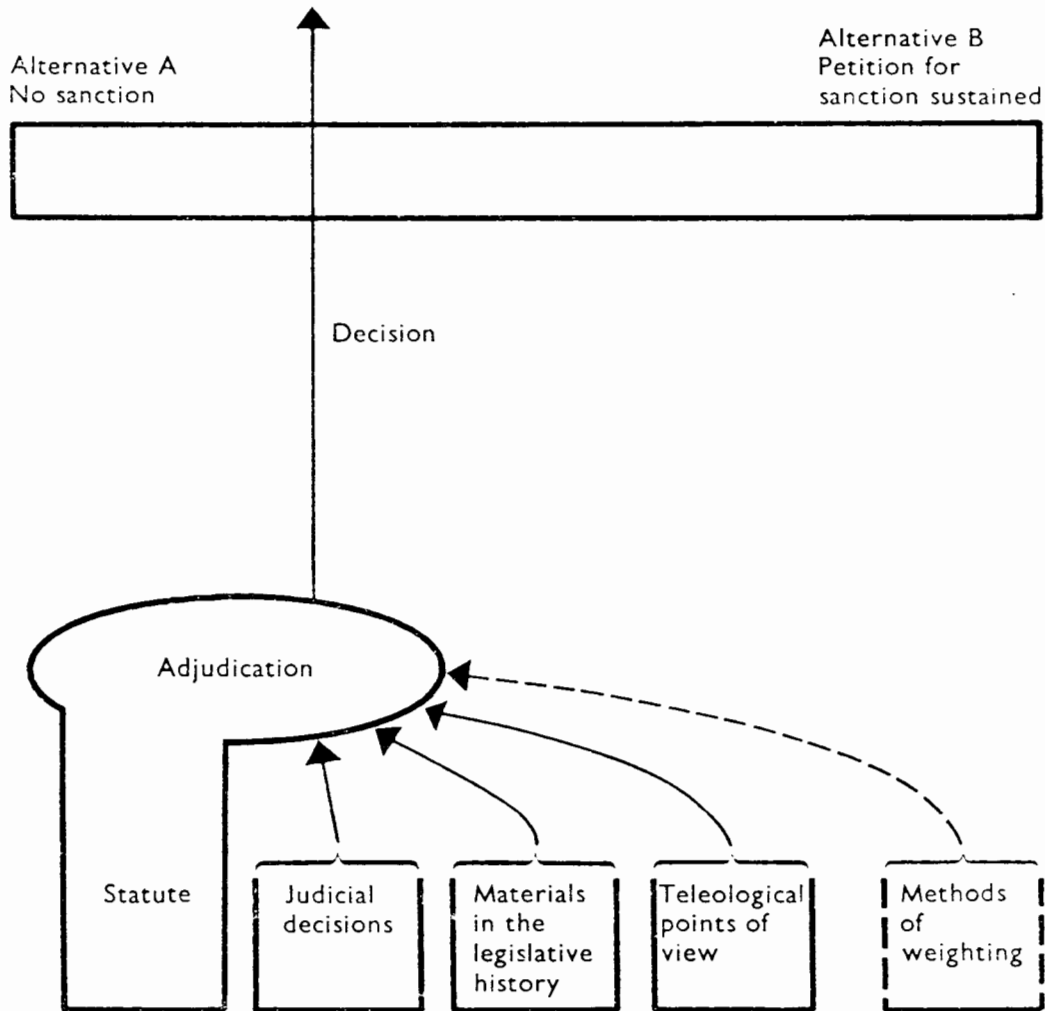 Alternative A
No sanction
Alternative B
Petition for
sanction sustained
Decision
Adjudication
Statute
Judicial
decisions
Materials
in the
legislative
history
Teleological
points of
view
Methods
of
weighting